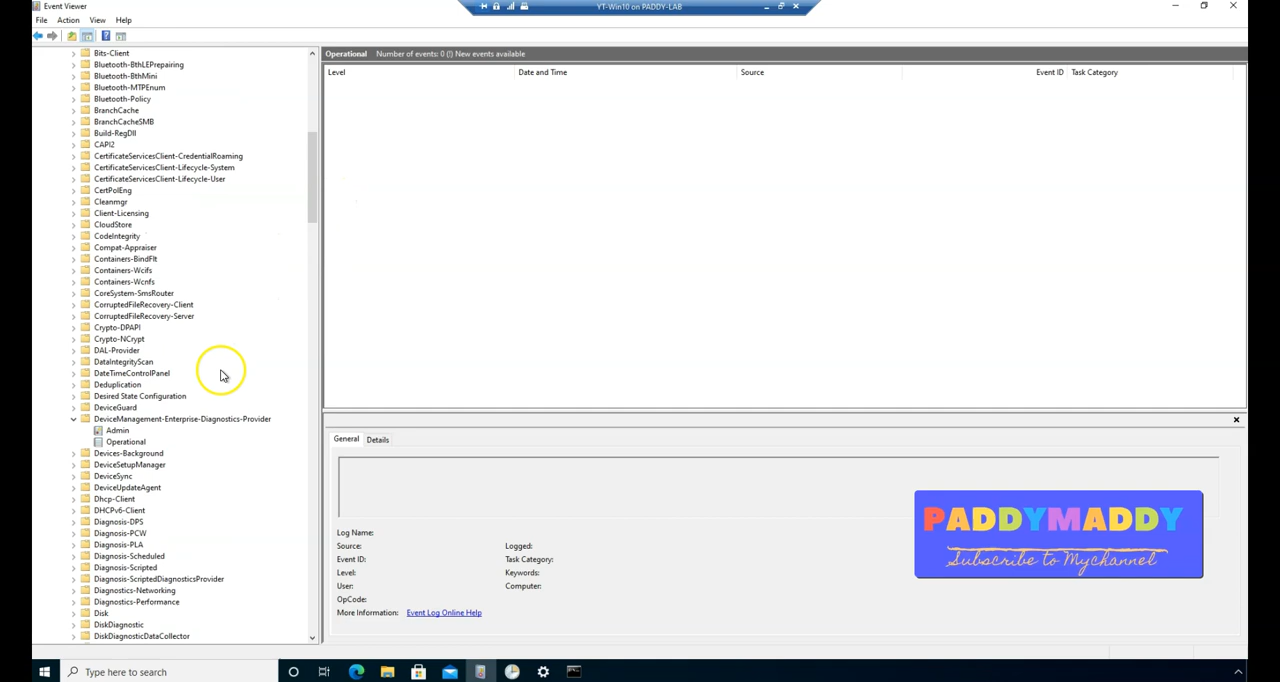 Event Viewer
YT-Win10 on PADDY-LAB
File Action View Help
Bits-Client
Bluetooth-BthLEPrepairing
Bluetooth-BthMini
Bluetooth-MTPEnum
Bluetooth-Policy
BranchCache
BranchCacheSMB
Build-RegDll
CAPI2
CertificateServicesClient-CredentialRoaming
CertificateServicesClient-Lifecycle-System
CertificateServicesClient-Lifecycle-User
CertPolEng
Cleanmgr
Client-Licensing
CloudStore
CodeIntegrity
Compat-Appraiser
Containers-BindFlt
Containers-Wcifs
Containers-Wcnfs
CoreSystem-SmsRouter
CorruptedFileRecovery-Client
CorruptedFileRecovery-Server
Crypto-DPAPI
Crypto-NCrypt
DAL-Provider
DataIntegrityScan
DateTimeControlPanel
Deduplication
Desired State Configuration
DeviceGuard
DeviceManagement-Enterprise-Diagnostics-Provider
Admin
Operational
Devices-Background
DeviceSetupManager
DeviceSync
DeviceUpdateAgent
Dhcp-Client
DHCPv6-Client
Diagnosis-DPS
Diagnosis-PCW
Diagnosis-PLA
Diagnosis-Scheduled
Diagnosis-Scripted
Diagnosis-ScriptedDiagnosticsProvider
Diagnostics-Networking
Diagnostics-Performance
Disk
DiskDiagnostic
DiskDiagnosticDataCollector
Operational Number of events: 0 (!) New events available
Level Date and Time Source Event ID Task Category
General Details
Log Name:
Source: Logged:
Event ID: Task Category:
Level: Keywords:
User: Computer:
OpCode:
More Information: Event Log Online Help
PADDYMADDY
Subscribe to Mychannel
Type here to search